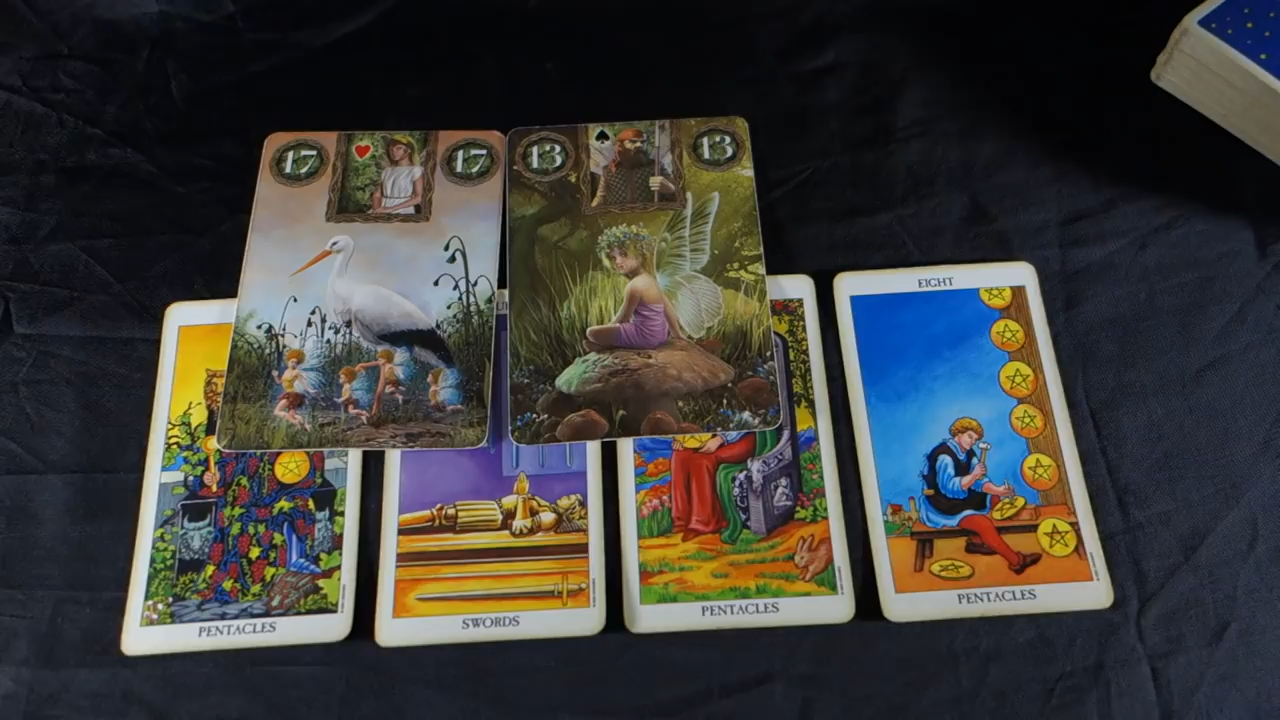 17 17
13 13
EIGHT
PENTACLES
SWORDS
PENTACLES
PENTACLES